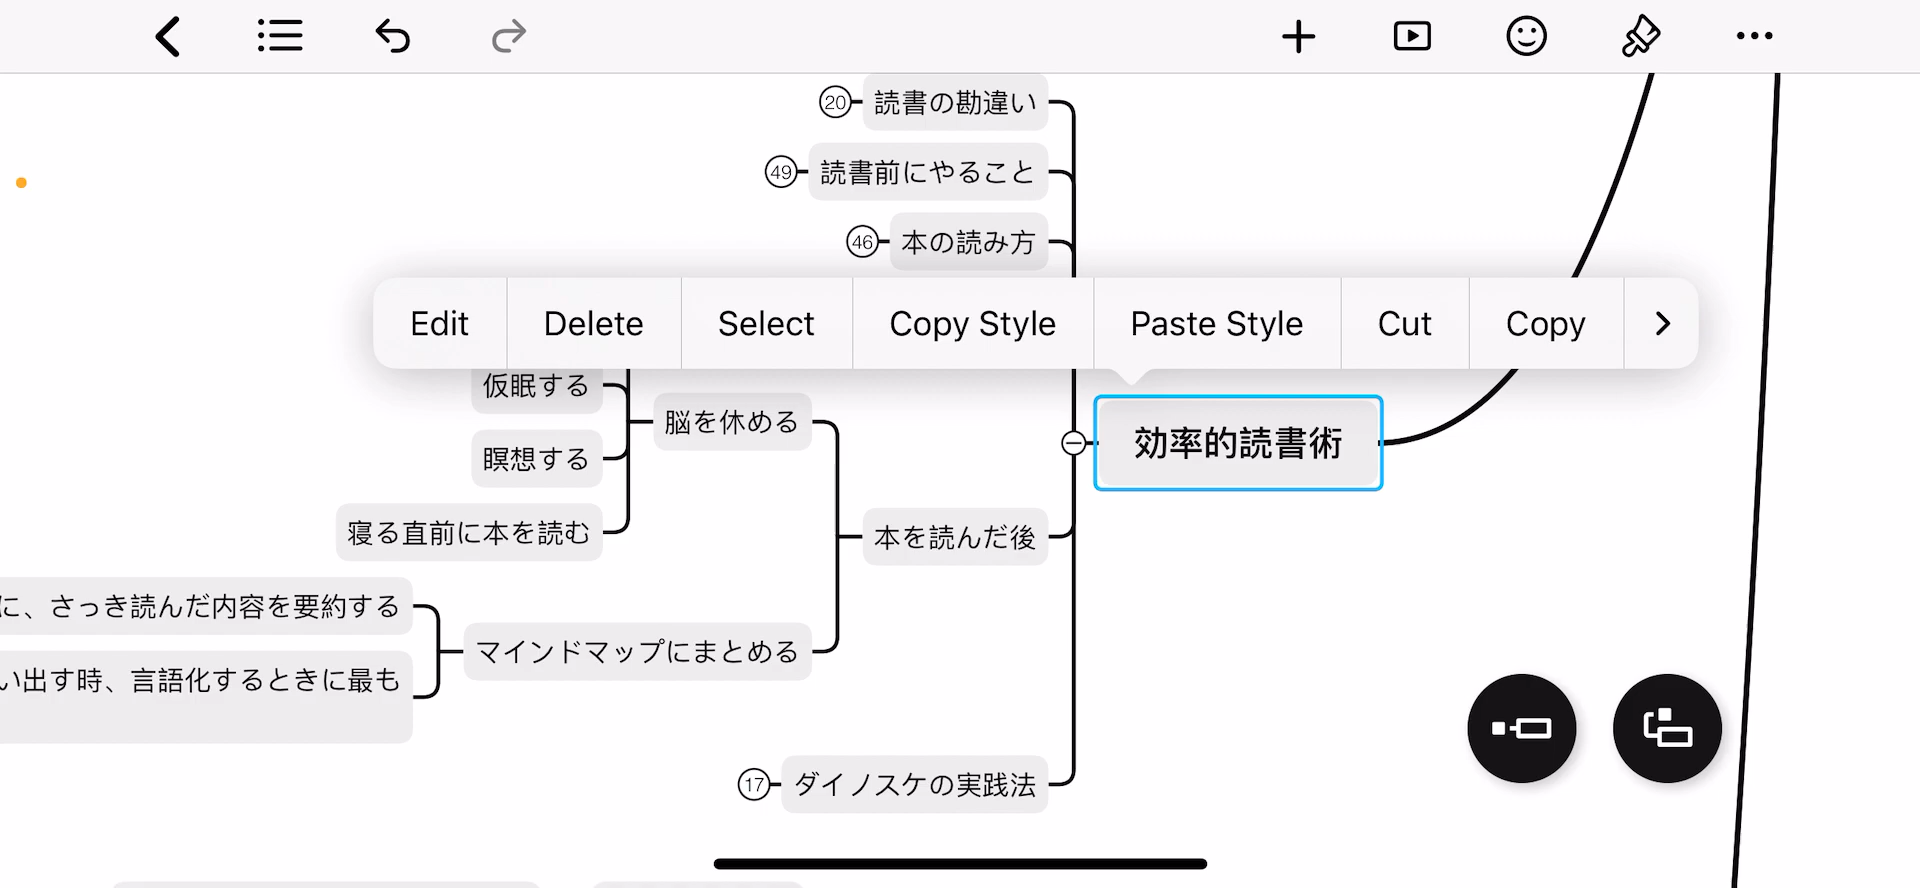 20
読書の勘違い
49
読書前にやること
46
本の読み方
Edit
Delete
Select
Copy Style
Paste Style
Cut
Copy
仮眠する
脳を休める
効率的読書術
瞑想する
寝る直前に本を読む
本を読んだ後
に、さっき読んだ内容を要約する
マインドマップにまとめる
い出す時、言語化するときに最も
17
ダイノスケの実践法